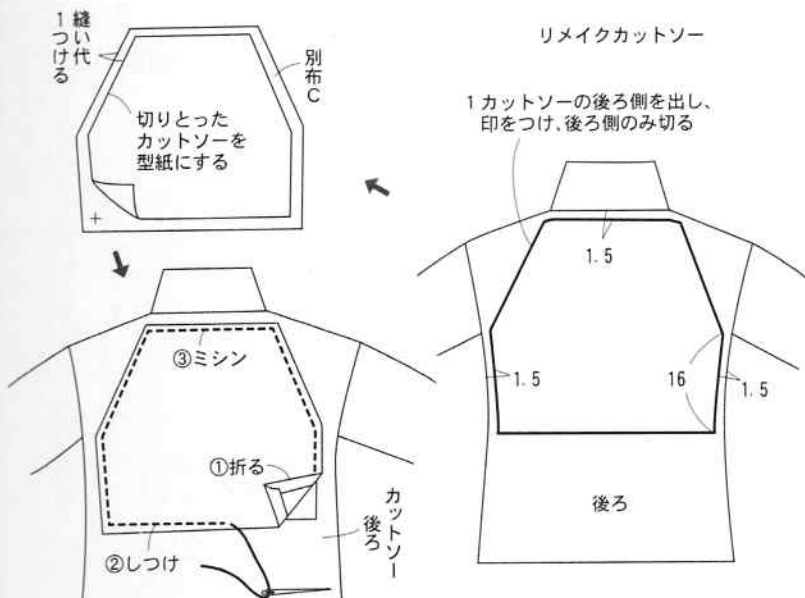 リメイクカットソー
1 カットソーの後ろ側を出し、
印をつけ、後ろ側のみ切る
1.5
1.5
16
1.5
後ろ
縫い代
1つける
別布C
切りとった
カットソーを
型紙にする
③ミシン
①折る
②しつけ
カットソー
後ろ